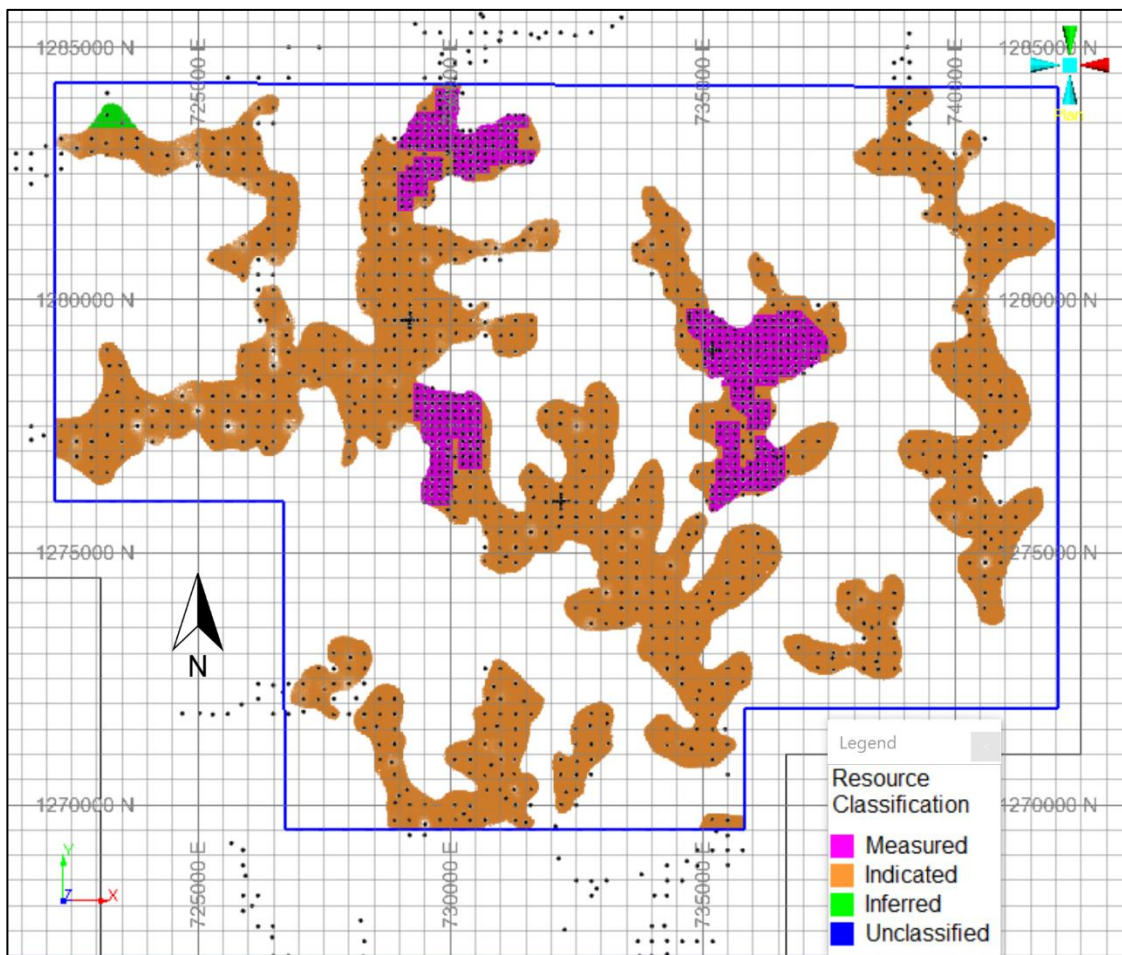 1285000 N
725000 E
730000 E
735000 E
740000 E
1285000 N
Plan
1280000 N
1280000 N
1275000 N
1275000 N
N
Legend
Resource
Classification
Measured
Indicated
Inferred
Unclassified
1270000 N
1270000 N
Y
Z
X
725000 E
730000 E
735000 E